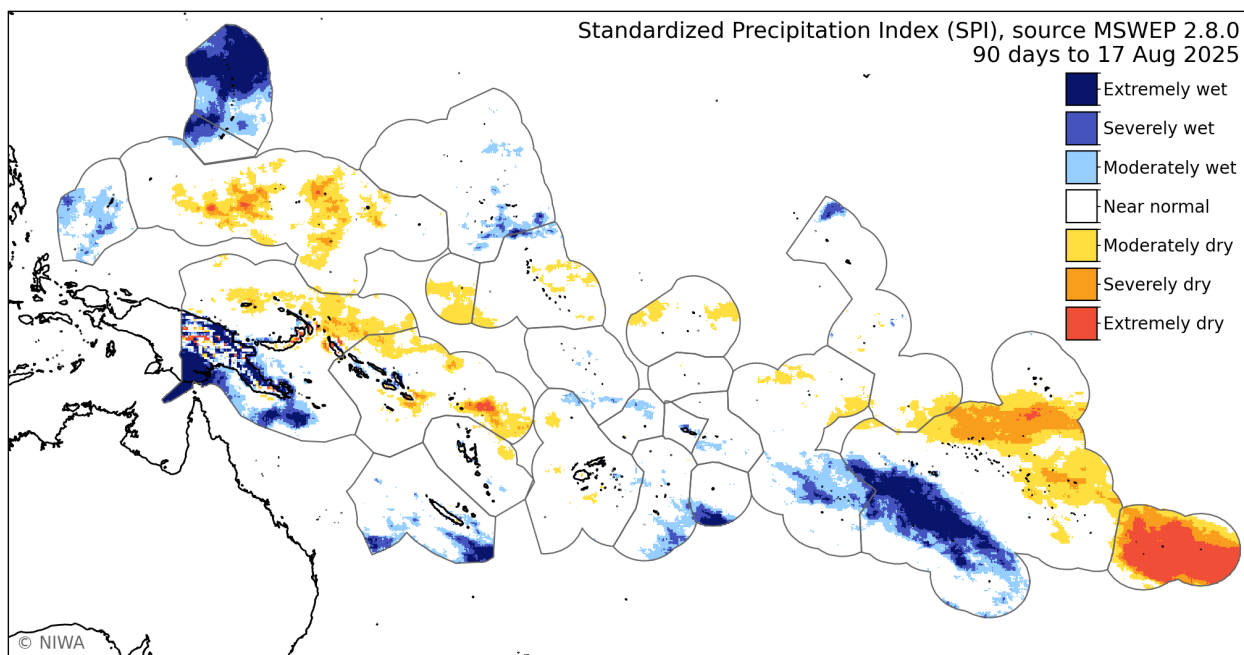 Standardized Precipitation Index (SPI), source MSWEP 2.8.0
90 days to 17 Aug 2025
Extremely wet
Severely wet
Moderately wet
Near normal
Moderately dry
Severely dry
Extremely dry
© NIWA